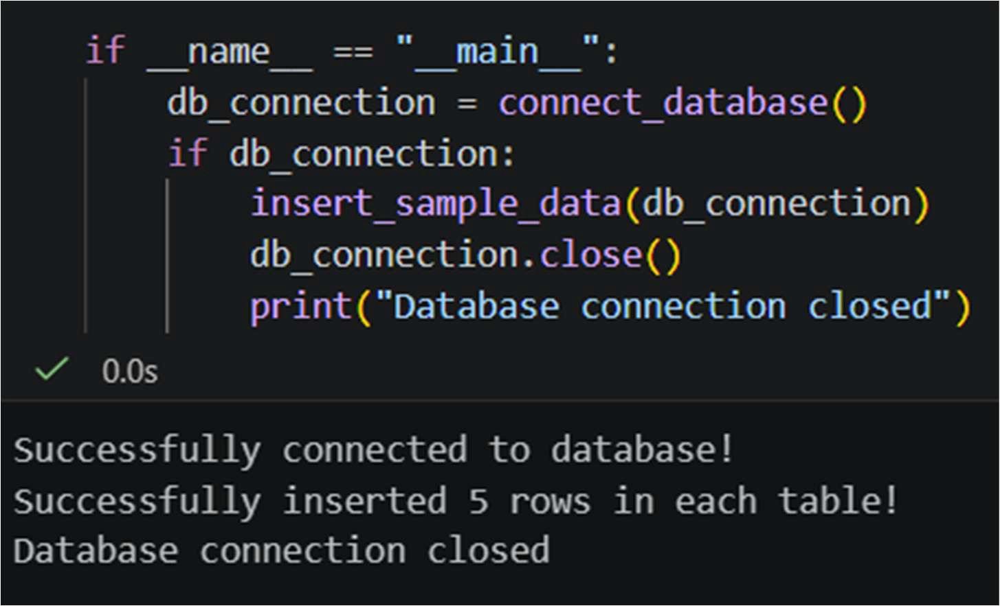 if __name__ == "__main__":
    db_connection = connect_database()
    if db_connection:
        insert_sample_data(db_connection)
        db_connection.close()
        print("Database connection closed")
0.0s
Successfully connected to database!
Successfully inserted 5 rows in each table!
Database connection closed